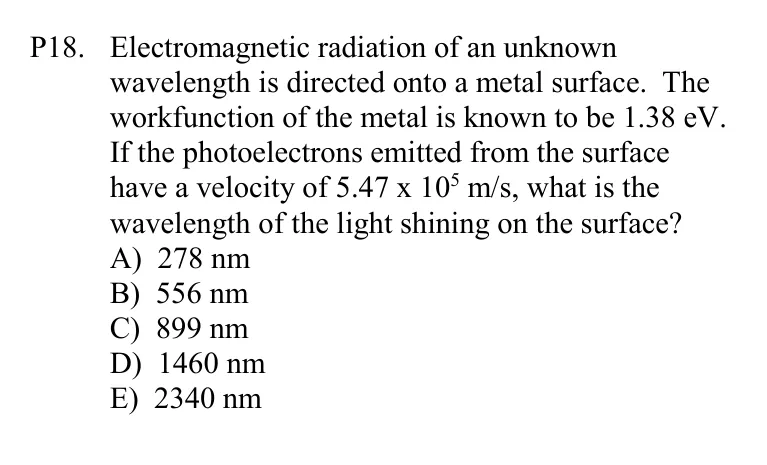 P18. Electromagnetic radiation of an unknown
wavelength is directed onto a metal surface. The
workfunction of the metal is known to be 1.38 eV.
If the photoelectrons emitted from the surface
have a velocity of 5.47 x 10⁵ m/s, what is the
wavelength of the light shining on the surface?
A) 278 nm
B) 556 nm
C) 899 nm
D) 1460 nm
E) 2340 nm